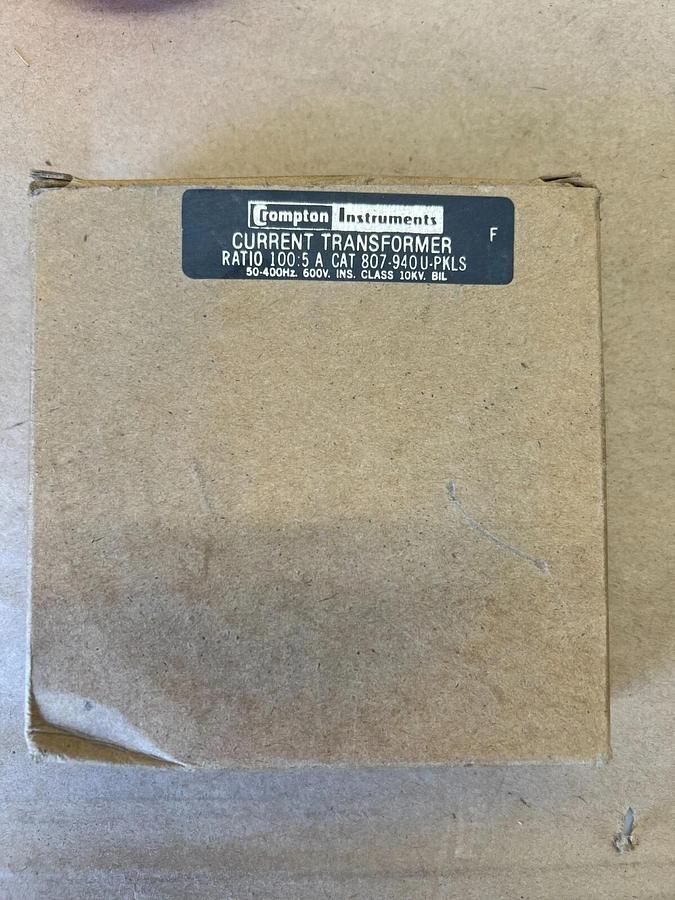 Crompton Instruments
CURRENT TRANSFORMER F
RATIO 100:5 A CAT 807-940U-PKLS
50-400Hz. 600V. INS. CLASS 10KV. BIL